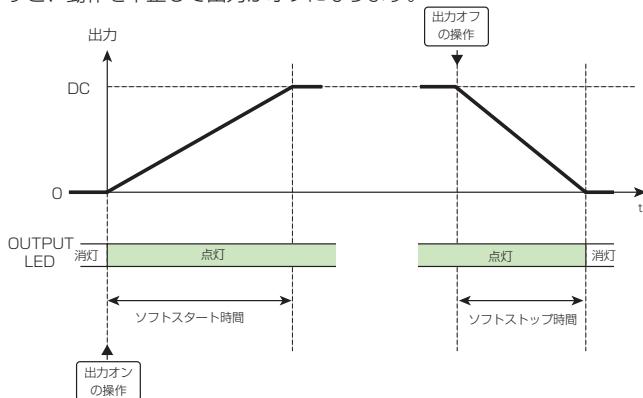 すと、動作を中止して出力がオフになります。
出力オフ
の操作
出力
DC
0
t
OUTPUT
LED
消灯
点灯
点灯
消灯
ソフトスタート時間
ソフトストップ時間
出力オン
の操作